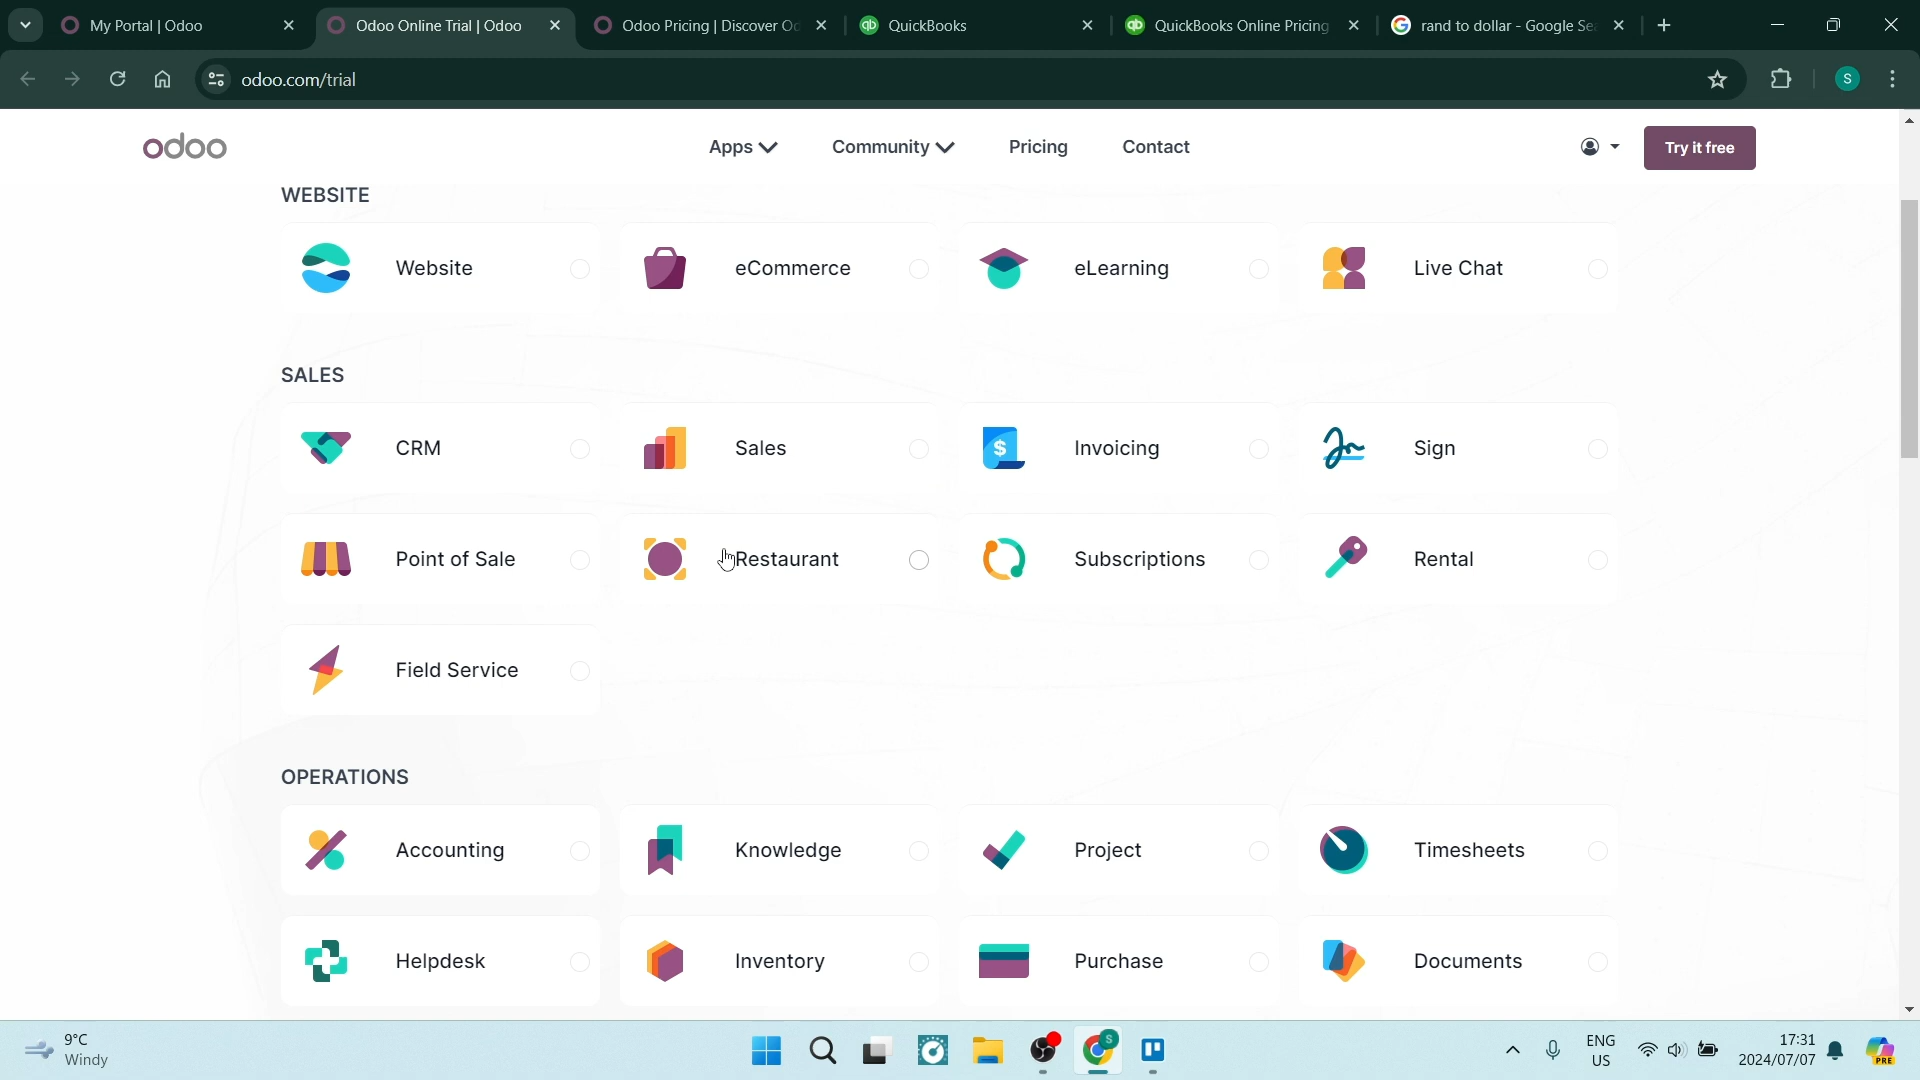 My Portal | Odoo
Odoo Online Trial | Odoo
Odoo Pricing | Discover Od
QuickBooks
QuickBooks Online Pricing
rand to dollar - Google Sea
odoo.com/trial
S
odoo
Apps
Community
Pricing
Contact
Try it free
WEBSITE
Website
eCommerce
eLearning
Live Chat
SALES
CRM
Sales
Invoicing
Sign
Point of Sale
Restaurant
Subscriptions
Rental
Field Service
OPERATIONS
Accounting
Knowledge
Project
Timesheets
Helpdesk
Inventory
Purchase
Documents
9°C
Windy
ENG
US
17:31
2024/07/07
PRE